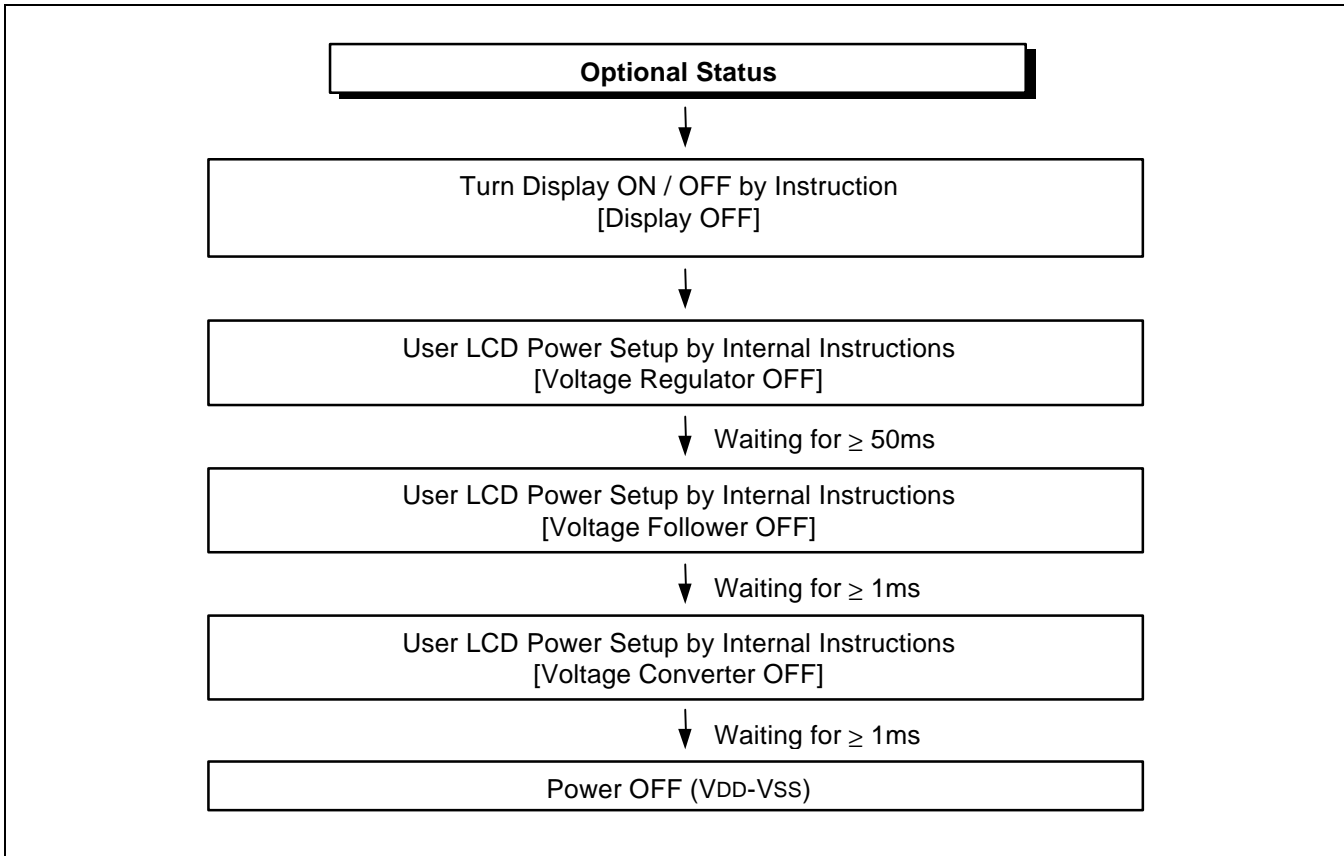 Optional Status
Turn Display ON / OFF by Instruction
[Display OFF]
User LCD Power Setup by Internal Instructions
[Voltage Regulator OFF]
Waiting for ≥ 50ms
User LCD Power Setup by Internal Instructions
[Voltage Follower OFF]
Waiting for ≥ 1ms
User LCD Power Setup by Internal Instructions
[Voltage Converter OFF]
Waiting for ≥ 1ms
Power OFF (VDD-VSS)